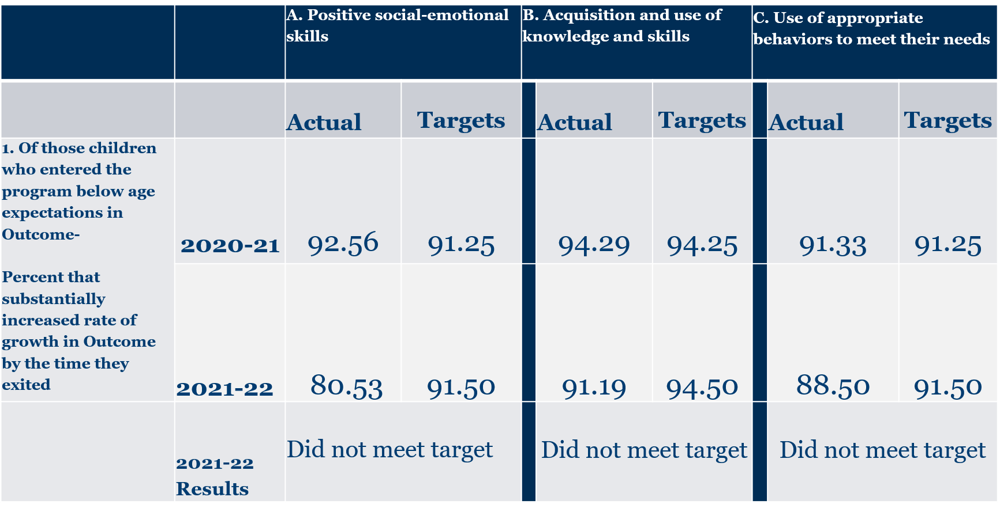 A. Positive social-emotional
skills
B. Acquisition and use of
knowledge and skills
C. Use of appropriate
behaviors to meet their needs
Actual
Targets
Actual
Targets
Actual
Targets
1. Of those children
who entered the
program below age
expectations in
Outcome-
Percent that
substantially
increased rate of
growth in Outcome
by the time they
exited
2020-21
92.56
91.25
94.29
94.25
91.33
91.25
2021-22
80.53
91.50
91.19
94.50
88.50
91.50
2021-22
Results
Did not meet target
Did not meet target
Did not meet target